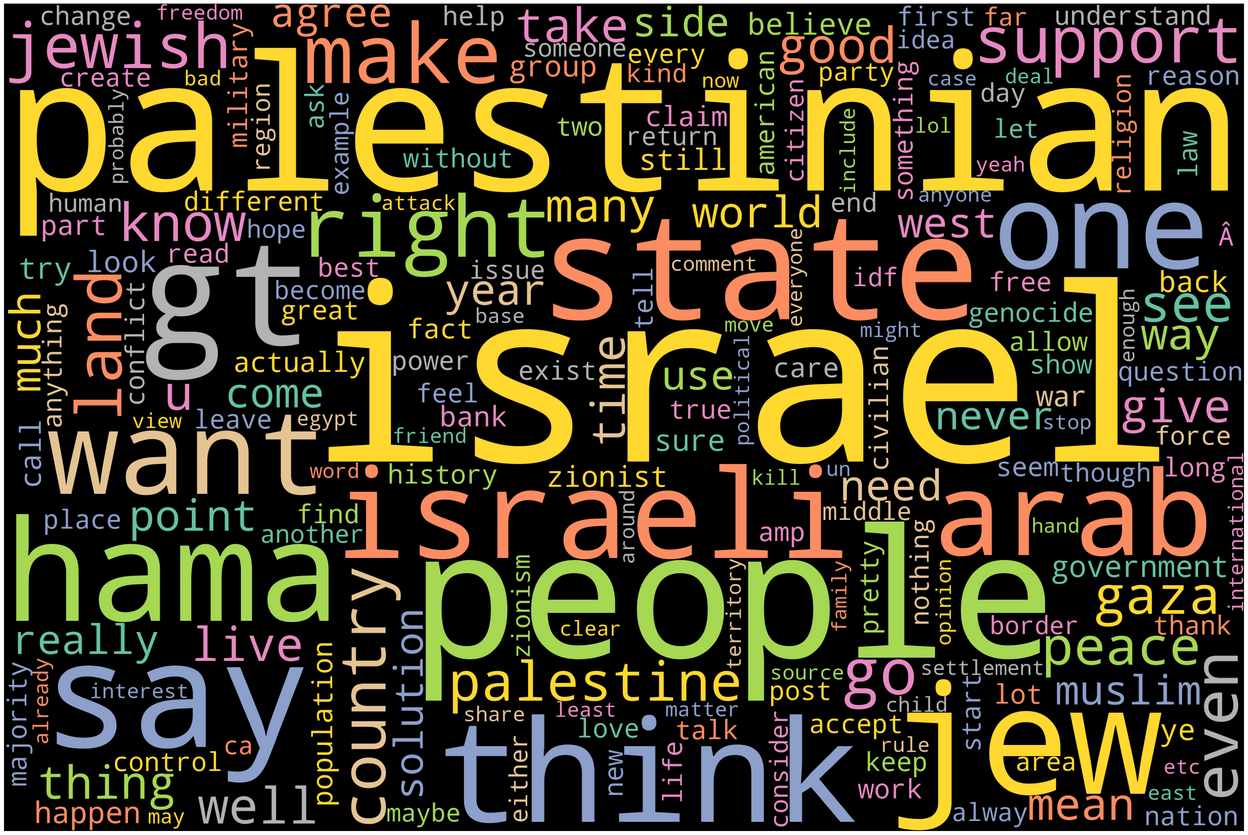 change
freedom
agree
help
take
side
believe
first
far
understand
jewish
make
someone
every
good
idea
support
create
bad
military
group
kind
now
party
case
deal
reason
palestinian
probably
region
ask
example
without
two
claim
return
still
american
citizen
include
something
lol
day
let
yeah
religion
law
human
different
attack
many
world
end
anyone
part
know
hope
right
west
one
Â
try
look
read
best
issue
state
comment
everyone
idf
free
back
much
anything
land
conflict
gt
become
great
year
base
tell
genocide
enough
see
fact
move
might
allow
way
actually
power
exist
time
israel
use
political
care
civilian
show
question
u
come
feel
bank
true
war
never
stop
give
view
leave
egypt
friend
sure
force
call
want
word
history
zionist
kill
un
need
seem
though
long
place
point
find
another
israeli
around
amp
middle
arab
hand
international
hama
people
nothing
government
zionism
territory
family
pretty
opinion
gaza
really
live
country
solution
clear
border
thank
peace
majority
already
say
interest
population
palestine
source
post
go
settlement
child
start
lot
muslim
even
share
least
matter
love
talk
accept
think
jew
ye
control
ca
either
new
life
consider
rule
keep
area
etc
thing
work
east
happen
may
well
maybe
alway
mean
nation